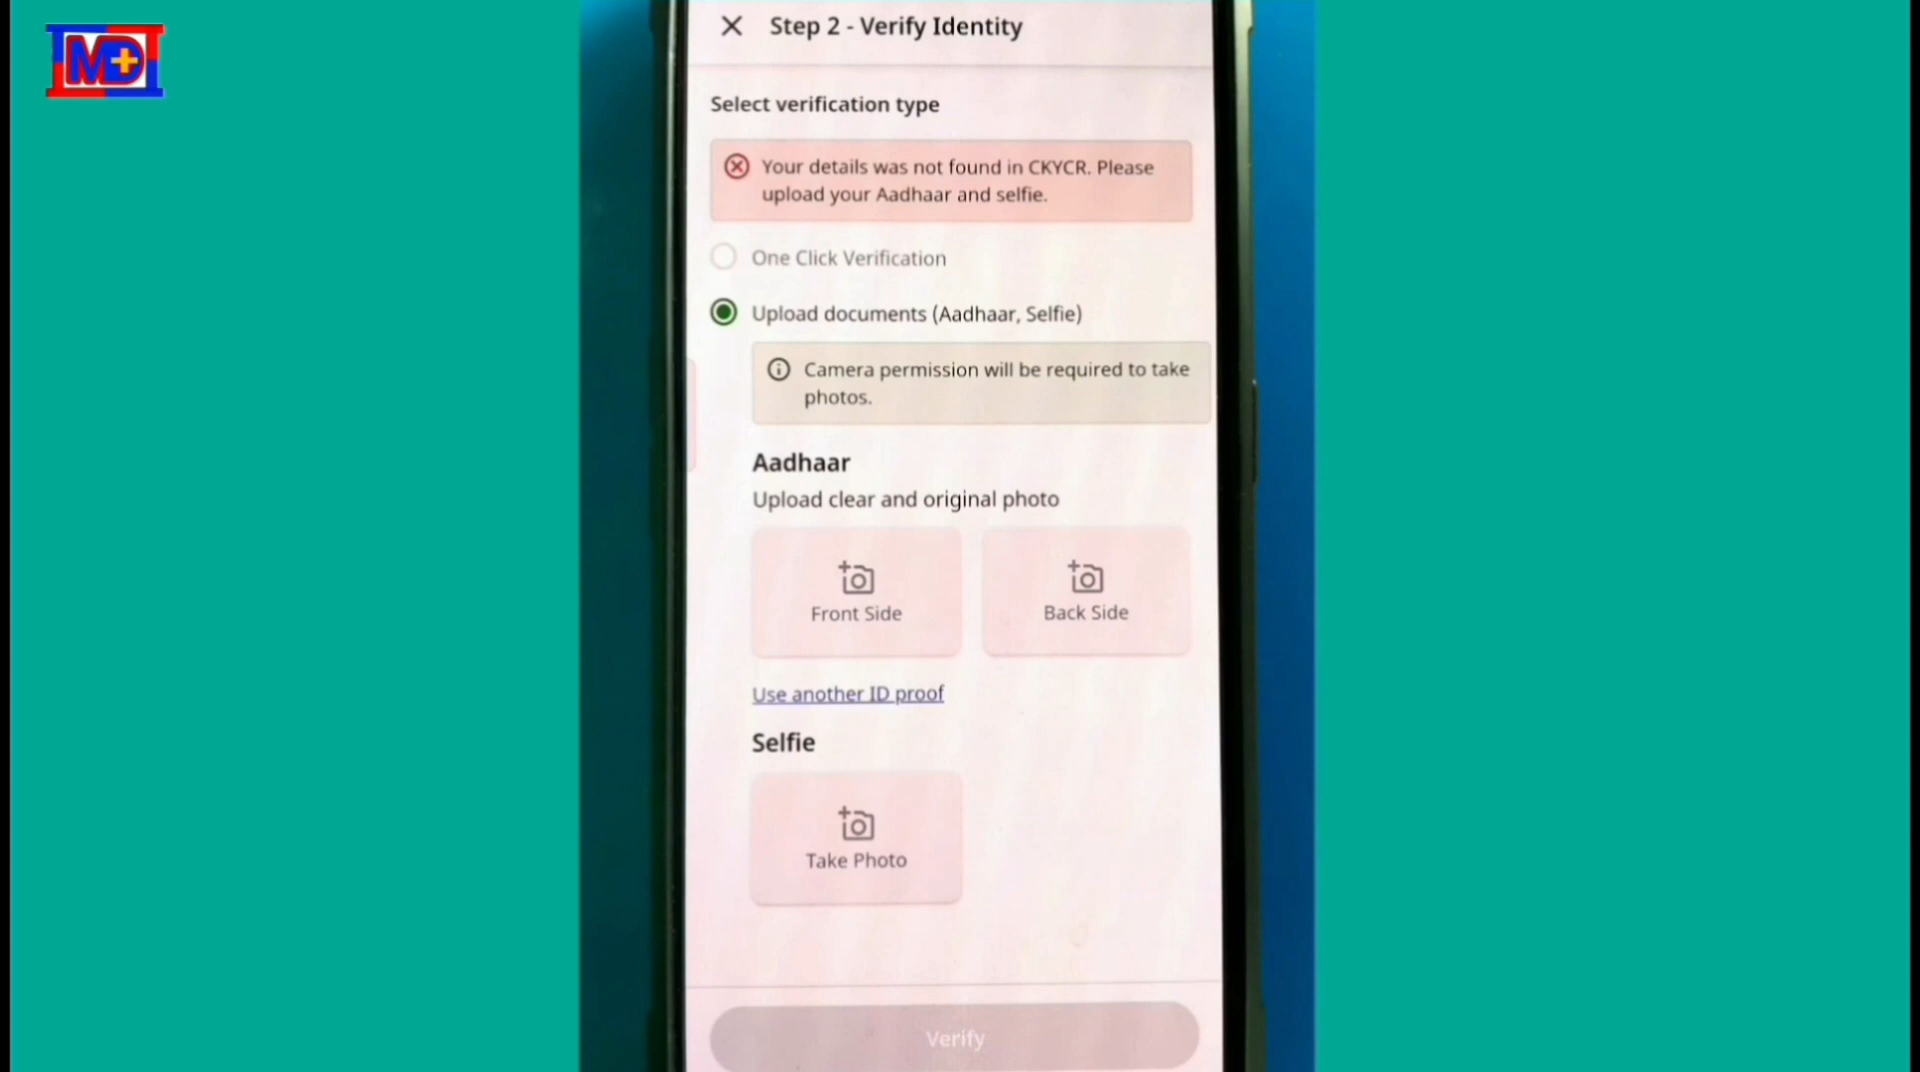 MD+
Step 2 - Verify Identity
Select verification type
Your details was not found in CKYCR. Please
upload your Aadhaar and selfie.
One Click Verification
Upload documents (Aadhaar, Selfie)
Camera permission will be required to take
photos.
Aadhaar
Upload clear and original photo
Front Side
Back Side
Use another ID proof
Selfie
Take Photo
Verify